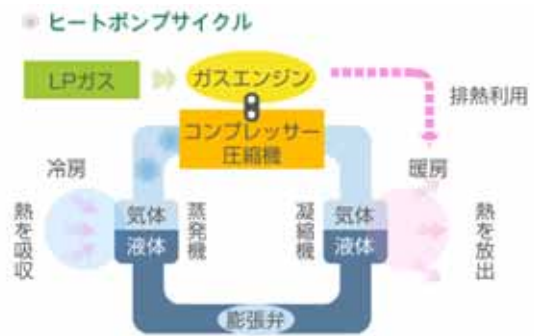 ヒートポンプサイクル
LPガス
ガスエンジン
排熱利用
コンプレッサー
圧縮機
冷房
暖房
熱を吸収
気体
液体
蒸発機
凝縮機
気体
液体
熱を放出
膨張弁